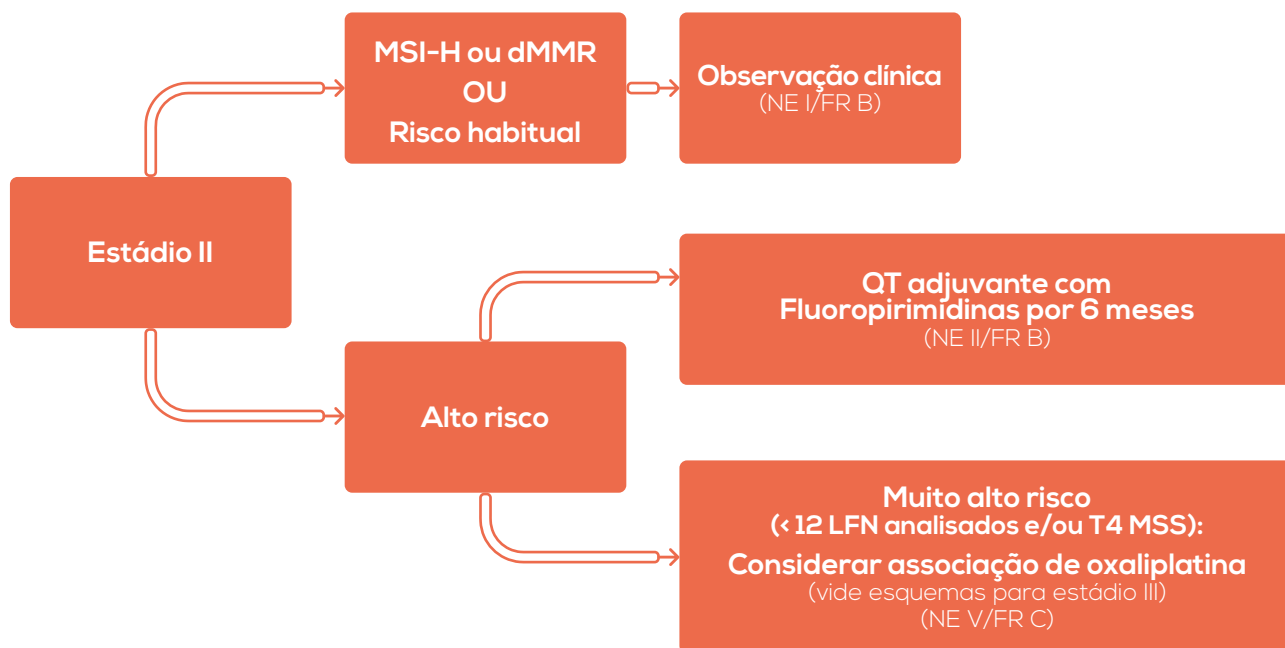 MSI-H ou dMMR
OU
Risco habitual
Observação clínica
(NE I/FR B)
Estádio II
QT adjuvante com
Fluoropirimidinas por 6 meses
(NE II/FR B)
Alto risco
Muito alto risco
(< 12 LFN analisados e/ou T4 MSS):
Considerar associação de oxaliplatina
(vide esquemas para estádio III)
(NE V/FR C)